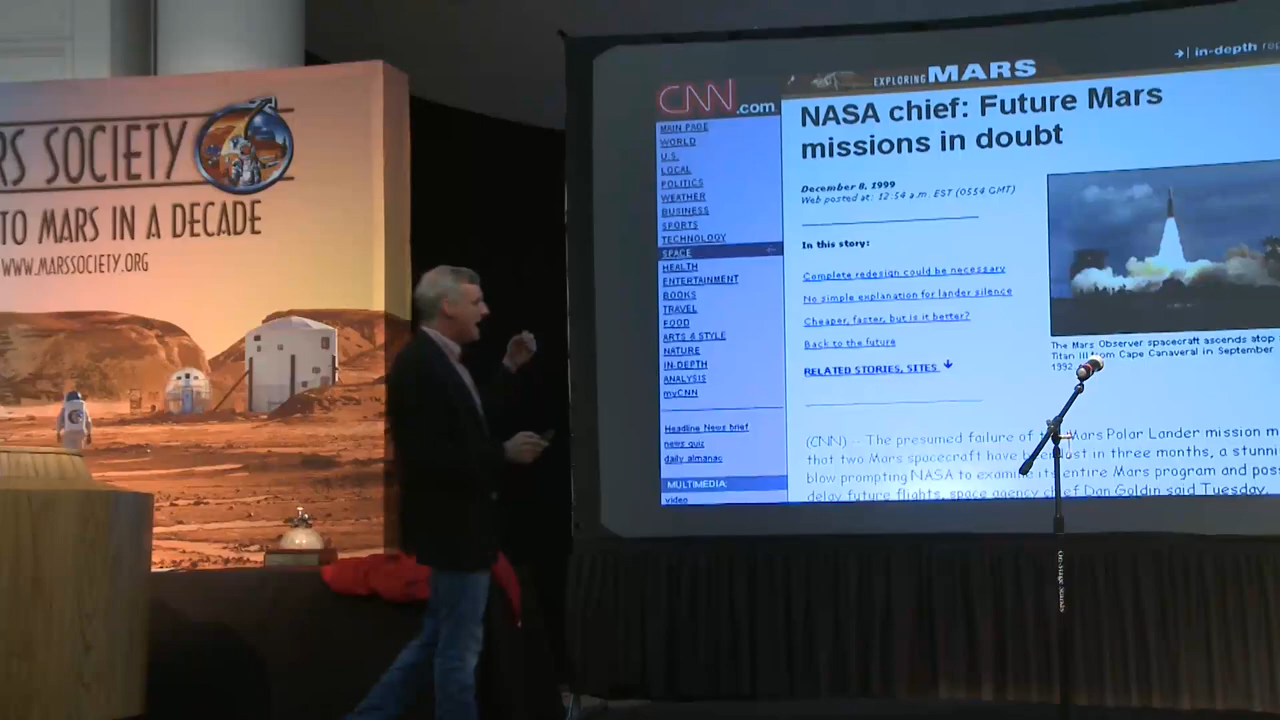 RS SOCIETY
TO MARS IN A DECADE
WWW.MARSSOCIETY.ORG
in-depth
EXPLORING MARS
CNN.com
MAIN PAGE
WORLD
U.S.
LOCAL
POLITICS
WEATHER
BUSINESS
SPORTS
TECHNOLOGY
SPACE
HEALTH
ENTERTAINMENT
BOOKS
TRAVEL
FOOD
ARTS & STYLE
NATURE
IN-DEPTH
ANALYSIS
myCNN
Headline News brief
news quiz
daily almanac
MULTIMEDIA:
video
NASA chief: Future Mars
missions in doubt
December 8, 1999
Web posted at: 12:54 a.m. EST (0554 GMT)
In this story:
Complete redesign could be necessary
No simple explanation for lander silence
Cheaper, faster, but is it better?
Back to the future
RELATED STORIES, SITES
The Mars Observer spacecraft ascends atop
Titan III from Cape Canaveral in September
1992
(CNN) -- The presumed failure of Mars Polar Lander mission m
that two Mars spacecraft have been lost in three months, a stunni
blow prompting NASA to examine its entire Mars program and pos
delay future flights, space agency chief Dan Goldin said Tuesday.
On-Stage Stands